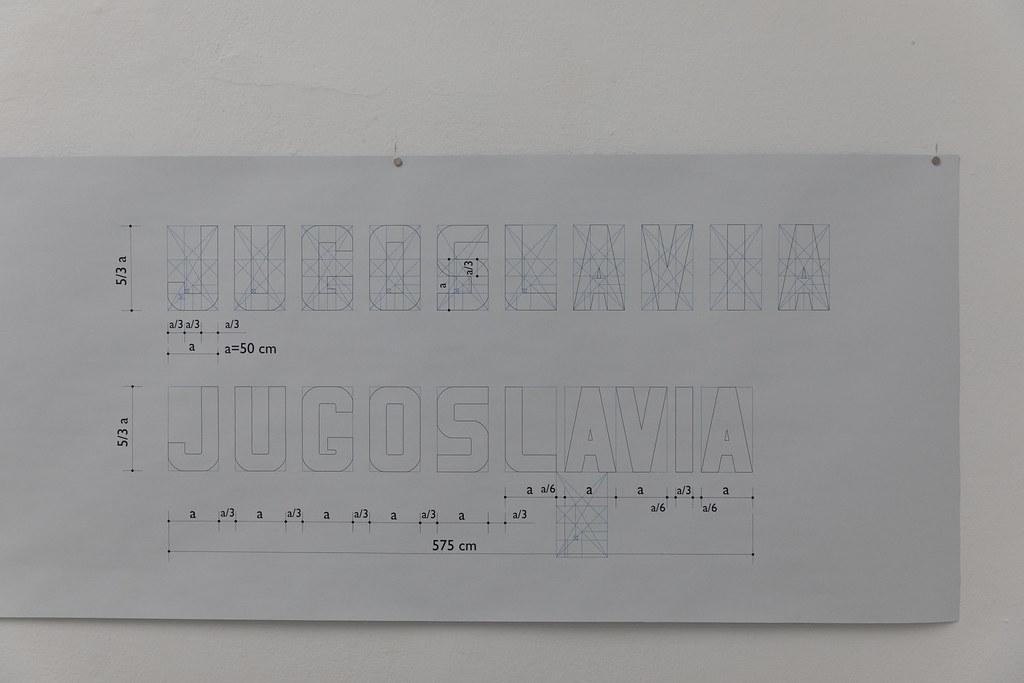 JUGOSLAVIA
5/3 a
a/3
a
a/3 a/3 a/3
a a=50 cm
JUGOSLAVIA
5/3 a
a a/6 a a a/3 a
a/6 a/6
a a/3 a a/3 a a/3 a a/3 a a/3
575 cm